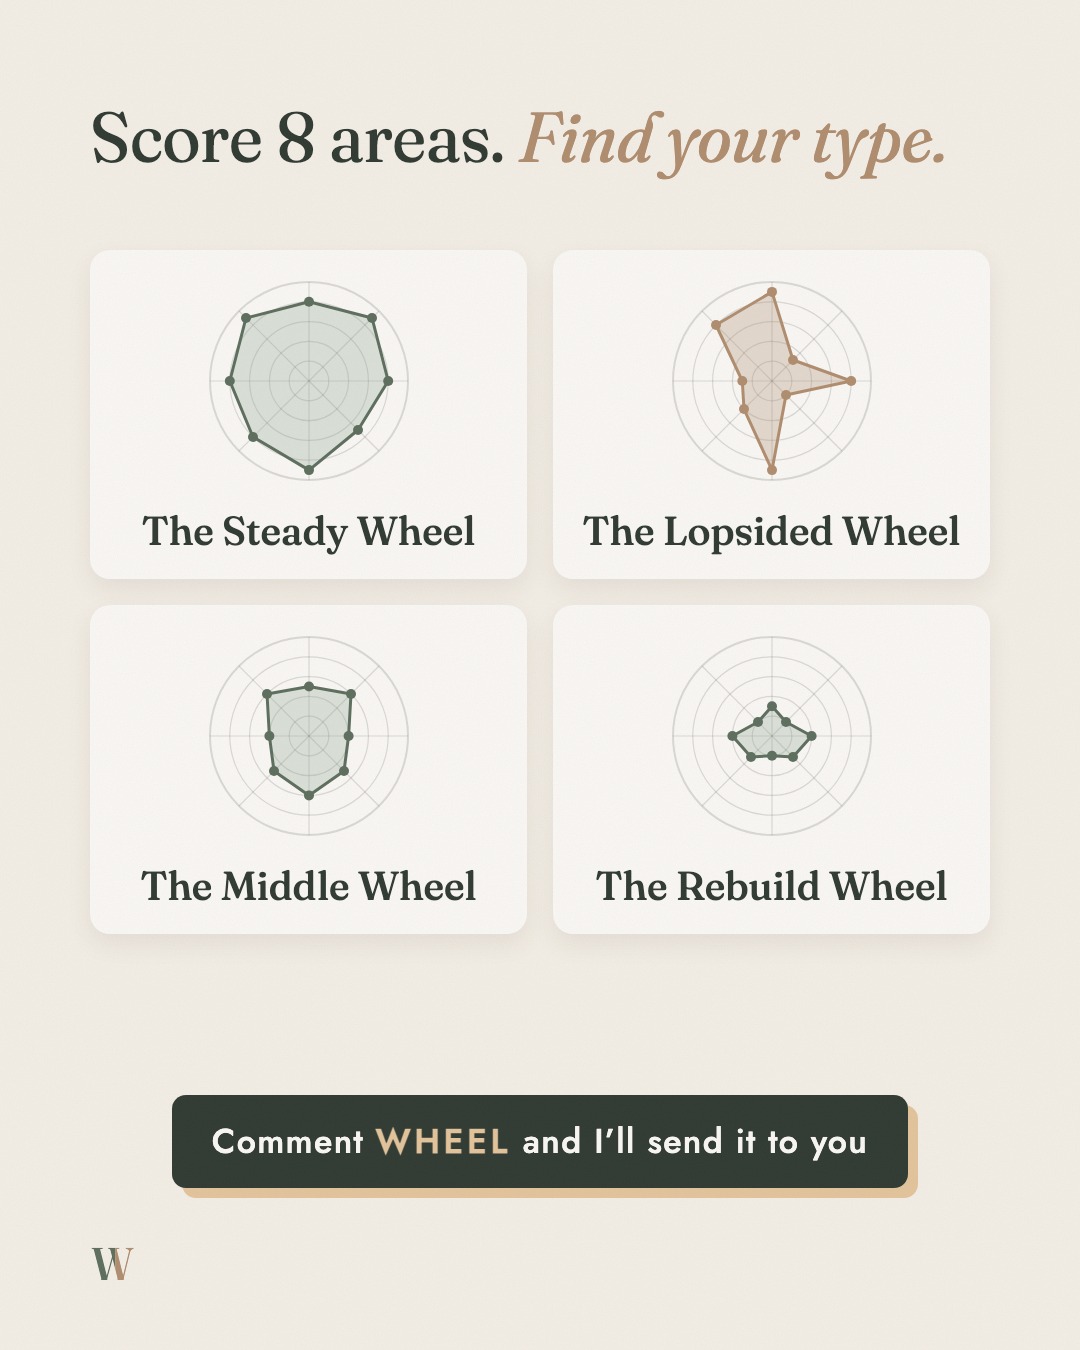 Score 8 areas. Find your type.
The Steady Wheel
The Lopsided Wheel
The Middle Wheel
The Rebuild Wheel
Comment WHEEL and I’ll send it to you
W